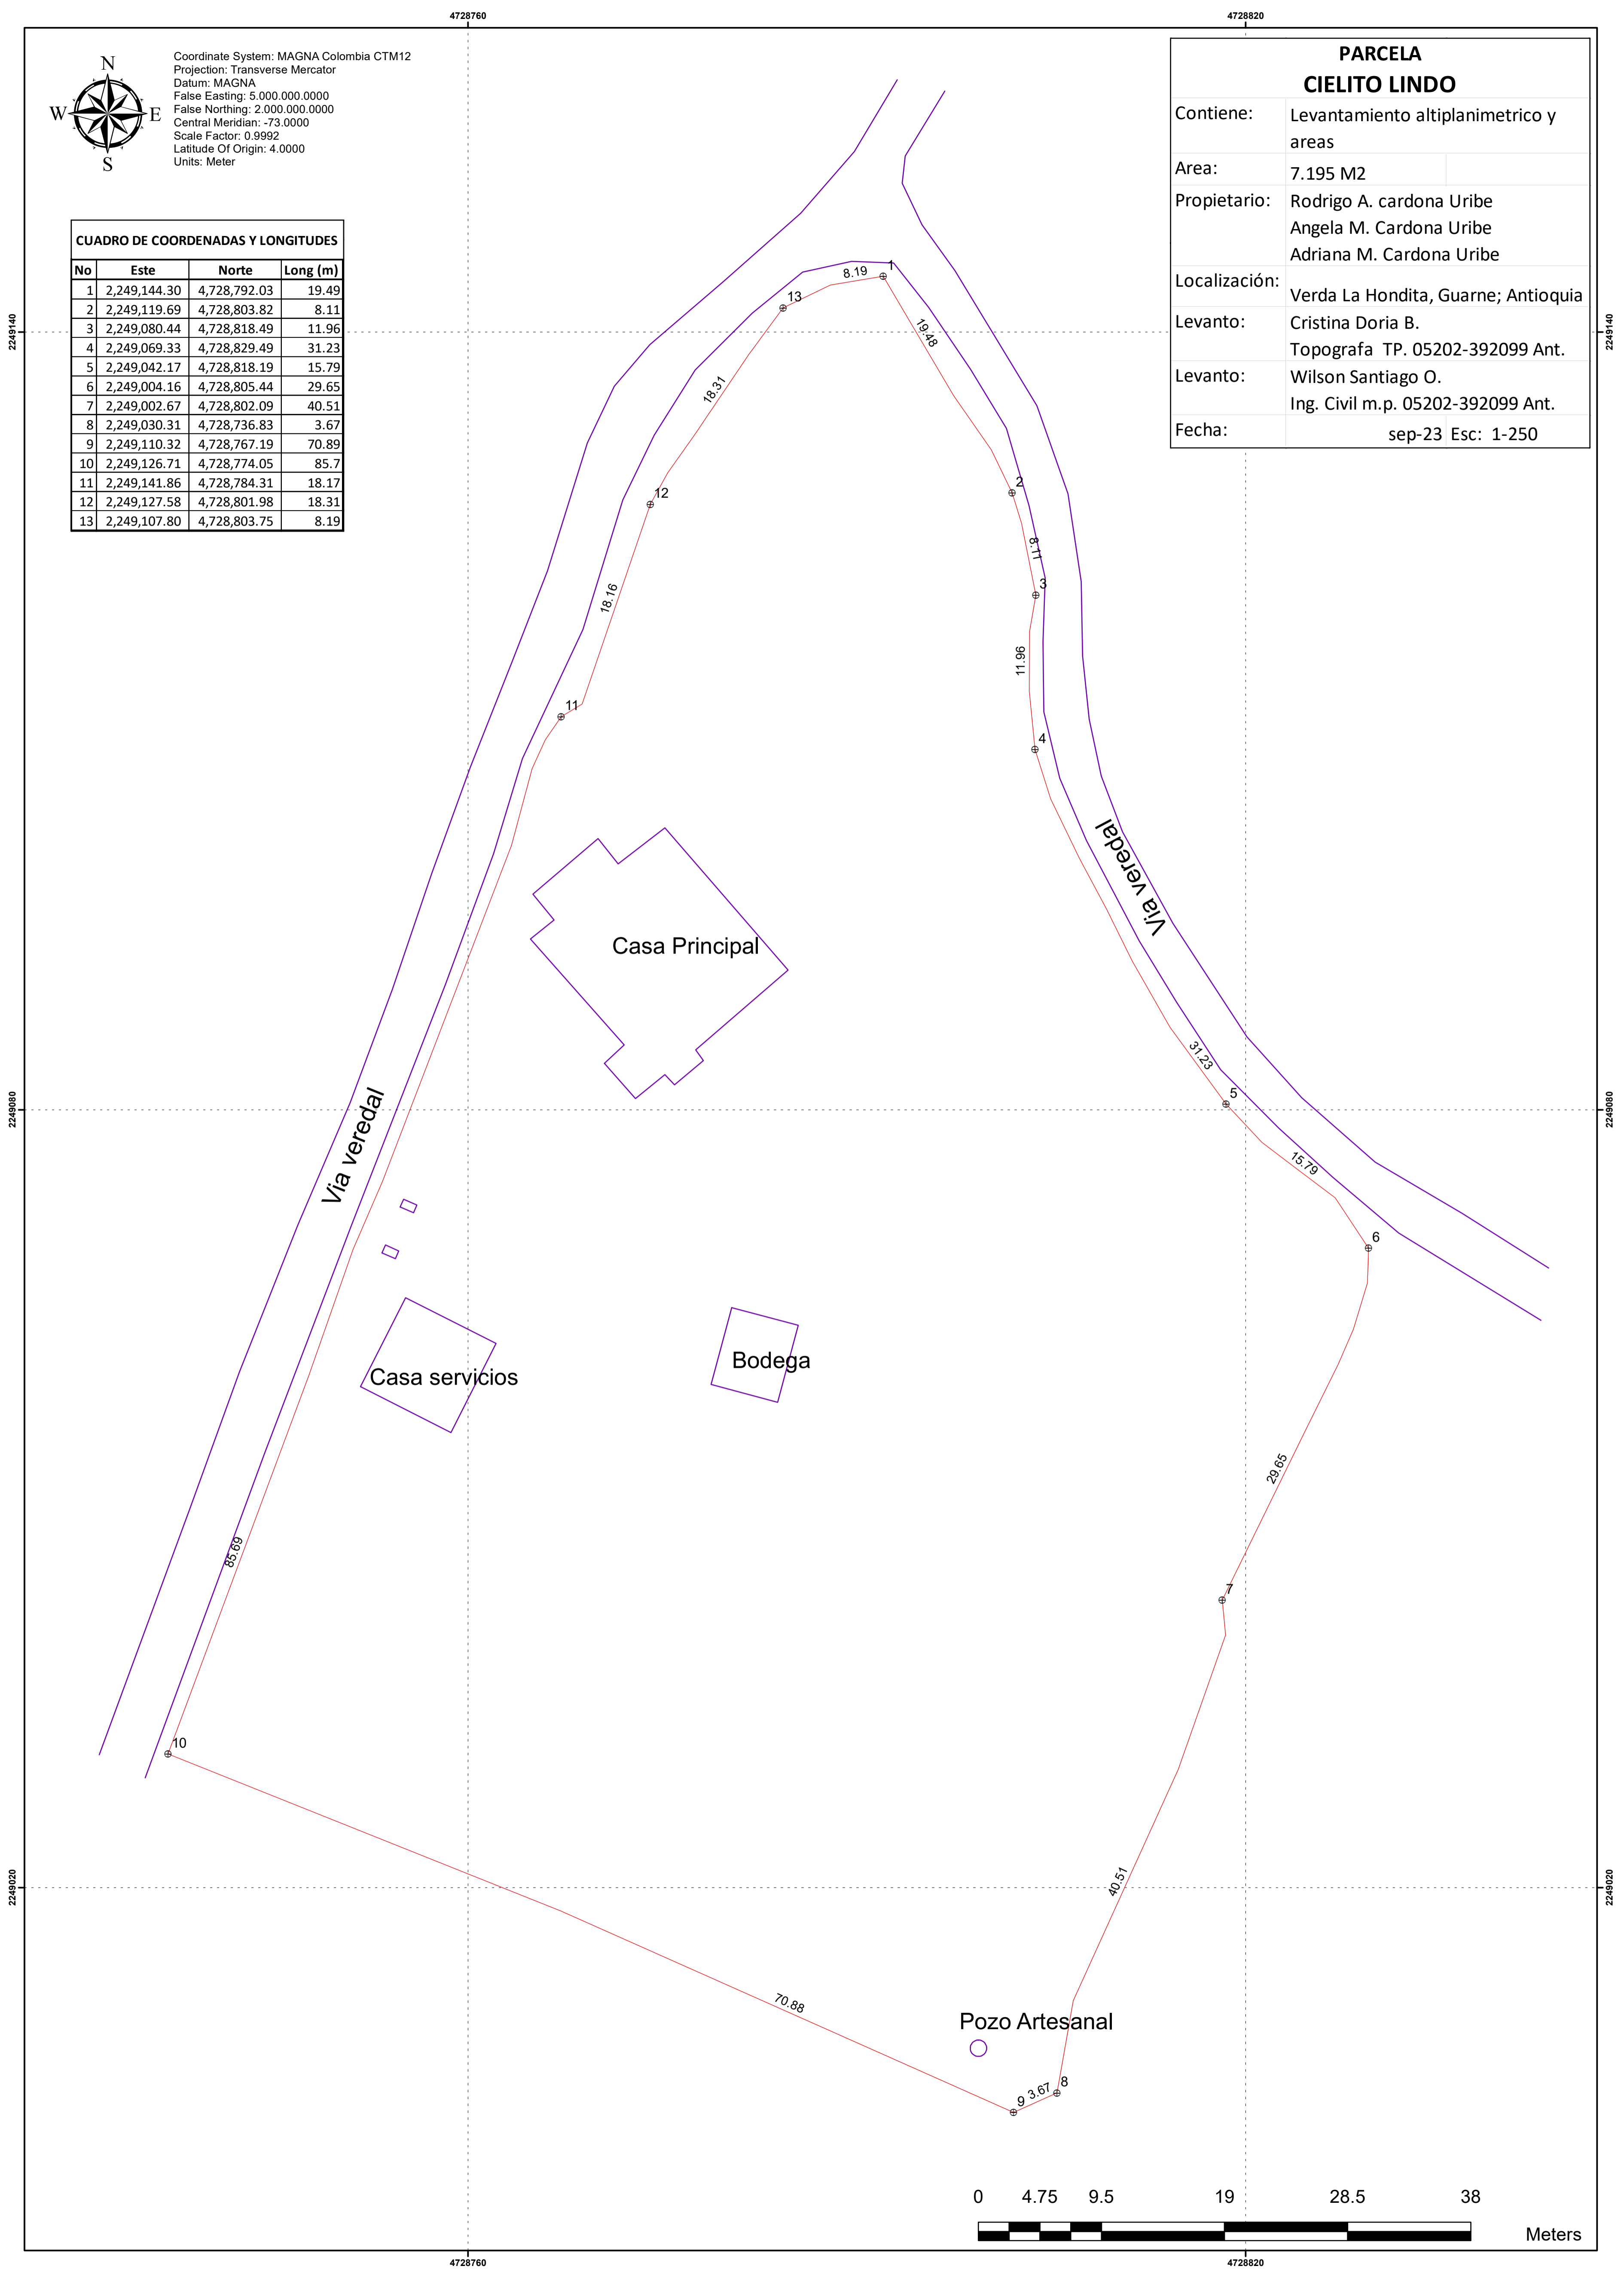 4728760
4728820
N
W
E
S
Coordinate System: MAGNA Colombia CTM12
Projection: Transverse Mercator
Datum: MAGNA
False Easting: 5.000.000.0000
False Northing: 2.000.000.0000
Central Meridian: -73.0000
Scale Factor: 0.9992
Latitude Of Origin: 4.0000
Units: Meter
PARCELA
CIELITO LINDO
Contiene: Levantamiento altiplanimetrico y
areas
Area: 7.195 M2
Propietario: Rodrigo A. cardona Uribe
Angela M. Cardona Uribe
Adriana M. Cardona Uribe
Localización: Verda La Hondita, Guarne; Antioquia
Levanto: Cristina Doria B.
Topografa TP. 05202-392099 Ant.
Levanto: Wilson Santiago O.
Ing. Civil m.p. 05202-392099 Ant.
Fecha: sep-23 Esc: 1-250
CUADRO DE COORDENADAS Y LONGITUDES
No Este Norte Long (m)
1 2,249,144.30 4,728,792.03 19.49
2 2,249,119.69 4,728,803.82 8.11
3 2,249,080.44 4,728,818.49 11.96
4 2,249,069.33 4,728,829.49 31.23
5 2,249,042.17 4,728,818.19 15.79
6 2,249,004.16 4,728,805.44 29.65
7 2,249,002.67 4,728,802.09 40.51
8 2,249,030.31 4,728,736.83 3.67
9 2,249,110.32 4,728,767.19 70.89
10 2,249,126.71 4,728,774.05 85.7
11 2,249,141.86 4,728,784.31 18.17
12 2,249,127.58 4,728,801.98 18.31
13 2,249,107.80 4,728,803.75 8.19
2249140
2249140
8.19
1
13
19.48
18.31
12
2
8.11
3
18.16
11.96
11
4
Via veredal
Casa Principal
31.23
5
2249080
2249080
15.79
Via veredal
6
Casa servicios
Bodega
29.65
85.69
7
10
40.51
2249020
2249020
70.88
Pozo Artesanal
8
3.67
9
0 4.75 9.5 19 28.5 38
Meters
4728760
4728820